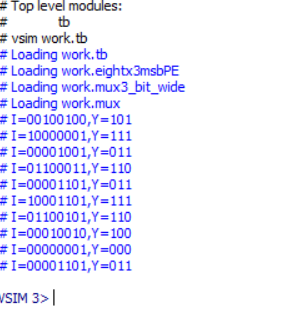 # Top level modules:
# tb
# vsim work.tb
# Loading work.tb
# Loading work.eightx3msbPE
# Loading work.mux3_bit_wide
# Loading work.mux
# I=00100100,Y=101
# I=10000001,Y=111
# I=00001001,Y=011
# I=01100011,Y=110
# I=00001101,Y=011
# I=10001101,Y=111
# I=01100101,Y=110
# I=00010010,Y=100
# I=00000001,Y=000
# I=00001101,Y=011
VSIM 3>